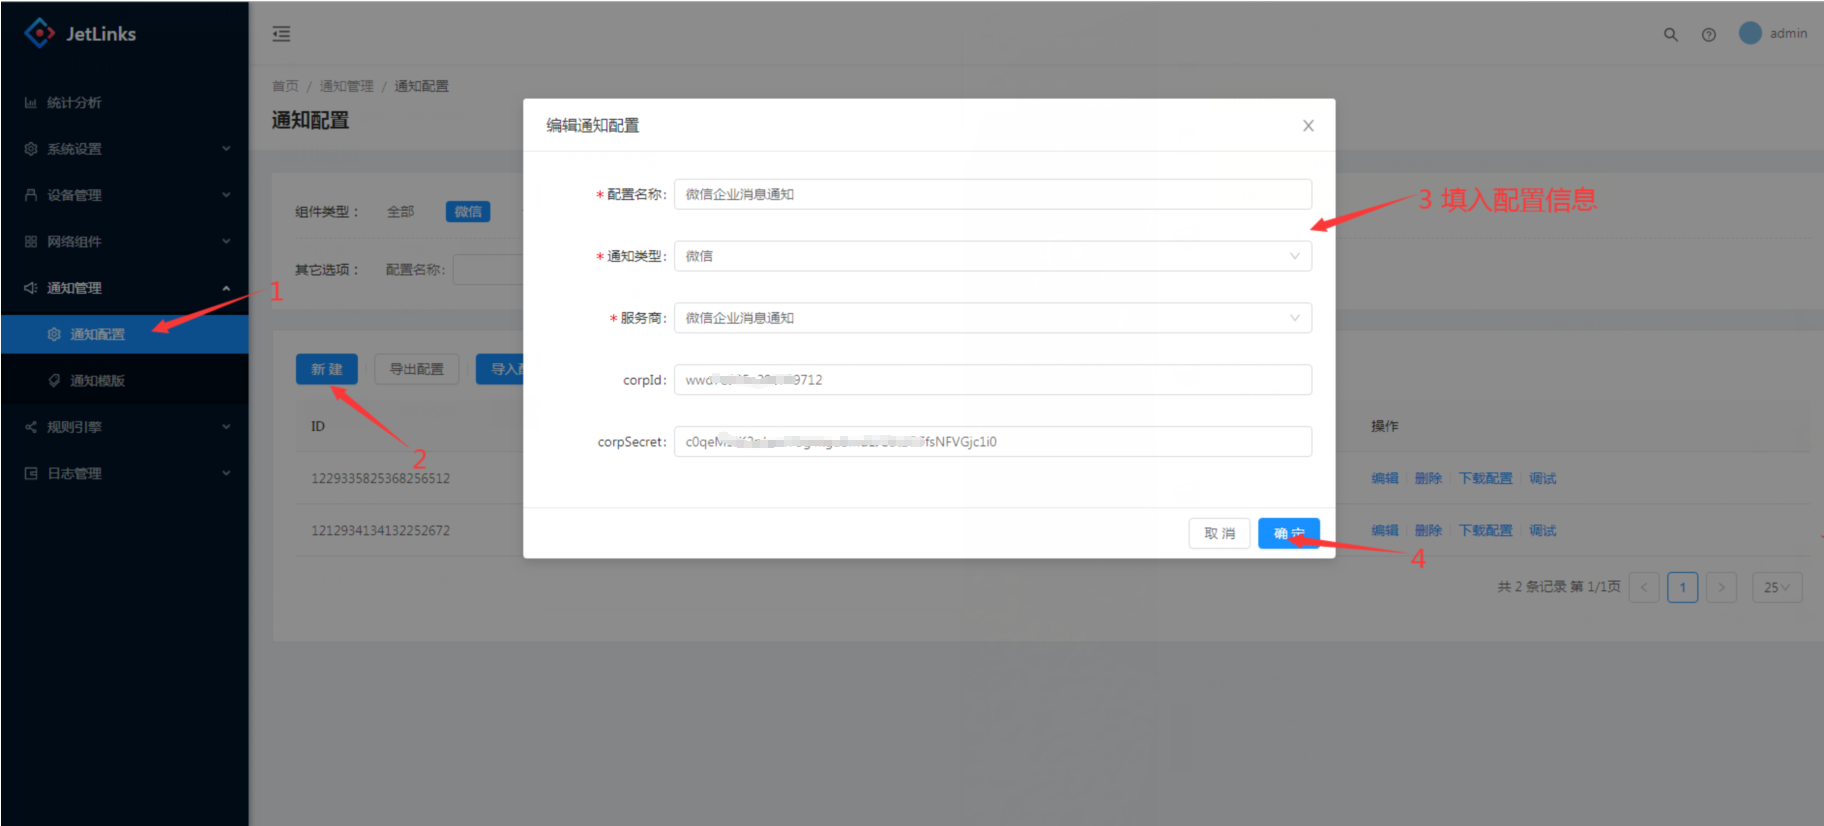 JetLinks
admin
统计分析
系统设置
设备管理
网络组件
通知管理
通知配置
通知模版
规则引擎
日志管理
首页 / 通知管理 / 通知配置
通知配置
组件类型： 全部 微信
其它选项： 配置名称:
新 建 导出配置 导入
ID 操作
1229335825368256512 编辑 删除 下载配置 调试
1212934134132252672 编辑 删除 下载配置 调试
共 2 条记录 第 1/1页 < 1 > 25
编辑通知配置
* 配置名称: 微信企业消息通知
* 通知类型: 微信
* 服务商: 微信企业消息通知
corpId: 9712
corpSecret: c0qeM fsNFVGjc1i0
取 消 确 定
1
2
3 填入配置信息
4